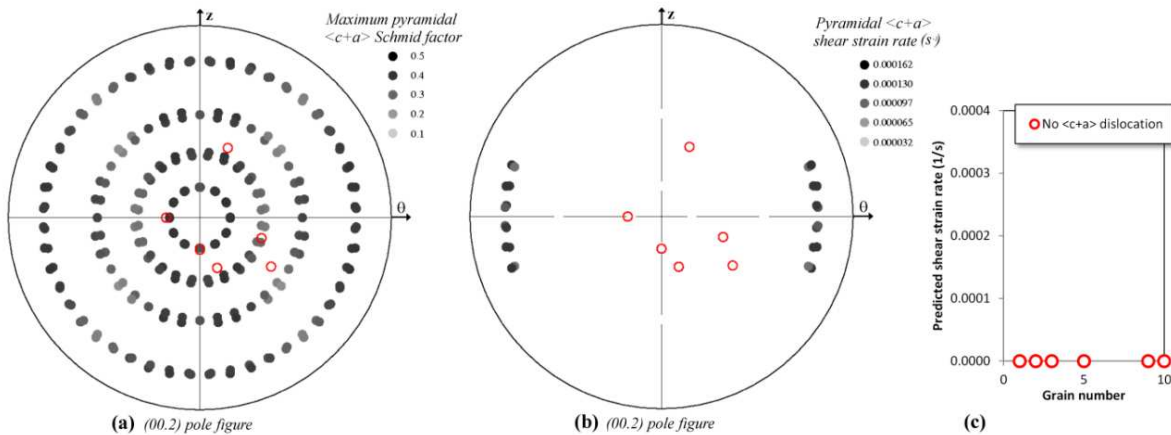 z
Maximum pyramidal
<c+a> Schmid factor
0.5
0.4
0.3
0.2
0.1
θ
(a) (00.2) pole figure
z
Pyramidal <c+a>
shear strain rate (s⁻¹)
0.000162
0.000130
0.000097
0.000065
0.000032
θ
(b) (00.2) pole figure
Predicted shear strain rate (1/s)
0.0004
0.0003
0.0002
0.0001
0.0000
No <c+a> dislocation
0
5
10
Grain number
(c)